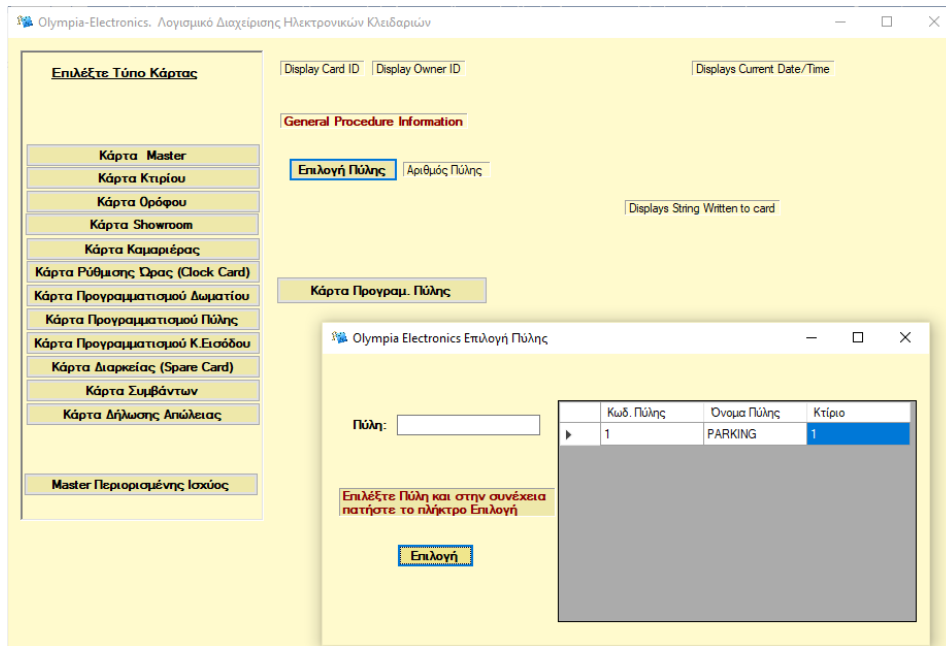 Olympia-Electronics. Λογισμικό Διαχείρισης Ηλεκτρονικών Κλειδαριών
Επιλέξτε Τύπο Κάρτας
Display Card ID Display Owner ID Displays Current Date/Time
General Procedure Information
Κάρτα Master
Επιλογή Πύλης Αριθμός Πύλης
Κάρτα Κτιρίου
Κάρτα Ορόφου
Displays String Written to card
Κάρτα Showroom
Κάρτα Καμαριέρας
Κάρτα Ρύθμισης Ώρας (Clock Card)
Κάρτα Προγραμματισμού Δωματίου
Κάρτα Προγραμ. Πύλης
Κάρτα Προγραμματισμού Πύλης
Κάρτα Προγραμματισμού Κ.Εισόδου
Κάρτα Διαρκείας (Spare Card)
Κάρτα Συμβάντων
Κάρτα Δήλωσης Απώλειας
Master Περιορισμένης Ισχύος
Olympia Electronics Επιλογή Πύλης
Πύλη:
Κωδ. Πύλης Όνομα Πύλης Κτίριο
1 PARKING 1
Επιλέξτε Πύλη και στην συνέχεια
πατήστε το πλήκτρο Επιλογή
Επιλογή